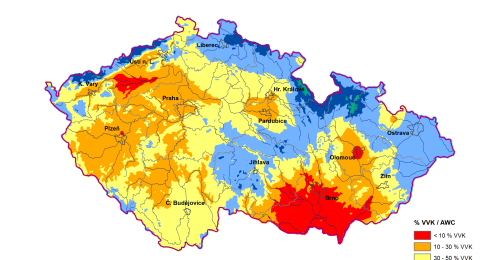 Liberec
Ústí n. L.
K. Vary
Hr. Králové
Praha
Pardubice
Plzeň
Ostrava
Olomouc
Jihlava
Zlín
Brno
Č. Budějovice
% VVK / AWC
< 10 % VVK
10 - 30 % VVK
30 - 50 % VVK